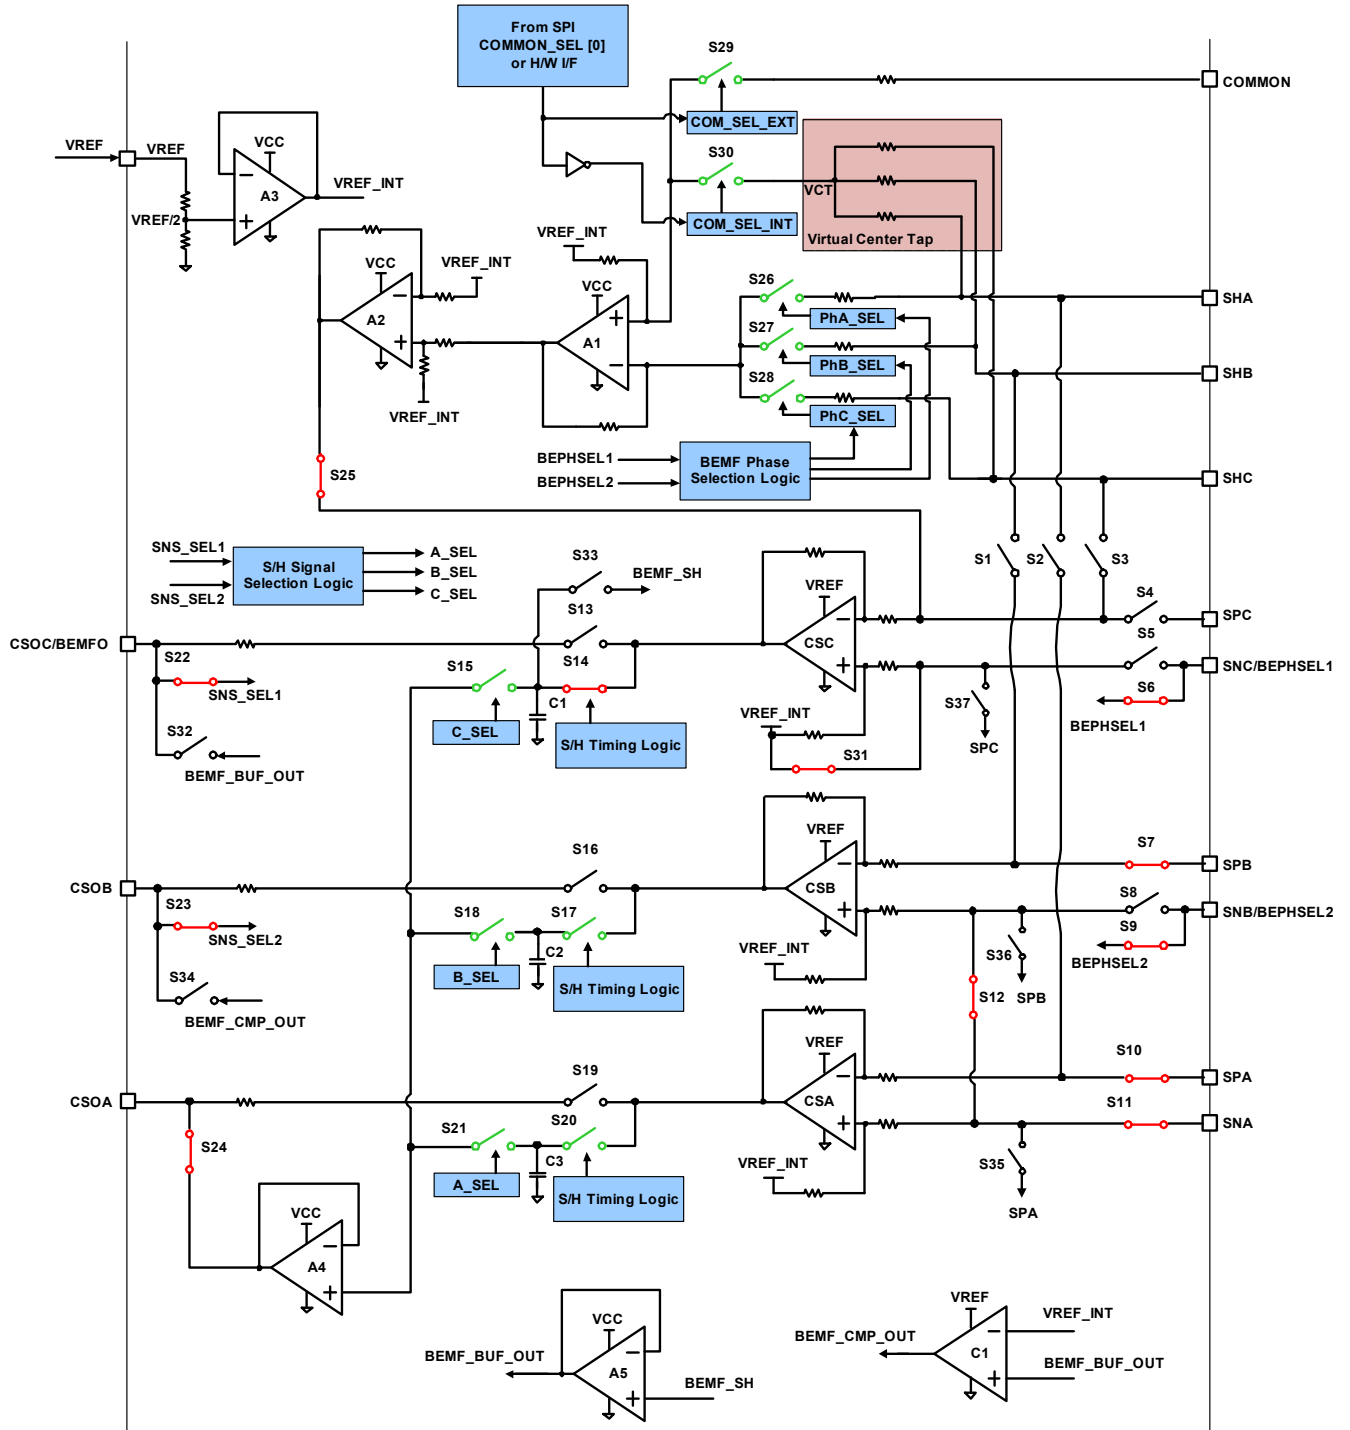 From SPI
COMMON_SEL [0]
or H/W I/F
S29
COMMON
COM_SEL_EXT
VREF
VREF
VCC
A3
VREF_INT
VREF/2
S30
VCT
COM_SEL_INT
Virtual Center Tap
VREF_INT
VCC
A2
VREF_INT
VREF_INT
VCC
A1
S26
PhA_SEL
SHA
S27
PhB_SEL
S28
PhC_SEL
SHB
BEPHSEL1
BEPHSEL2
BEMF Phase
Selection Logic
SHC
S25
SNS_SEL1
SNS_SEL2
S/H Signal
Selection Logic
A_SEL
B_SEL
C_SEL
S33
BEMF_SH
S13
S14
S1
S2
S3
S4
SPC
S5
SNC/BEPHSEL1
S6
BEPHSEL1
CSOC/BEMFO
S22
SNS_SEL1
S32
BEMF_BUF_OUT
S15
C1
C_SEL
S/H Timing Logic
VREF
CSC
VREF_INT
S31
S37
SPC
VREF
CSB
VREF_INT
S7
SPB
S8
SNB/BEPHSEL2
S9
BEPHSEL2
S36
SPB
S12
CSOB
S23
SNS_SEL2
S34
BEMF_CMP_OUT
S16
S18
S17
C2
B_SEL
S/H Timing Logic
VREF
CSA
VREF_INT
S10
SPA
S11
SNA
S35
SPA
CSOA
S24
S19
S20
S21
C3
A_SEL
S/H Timing Logic
VCC
A4
BEMF_BUF_OUT
VCC
A5
BEMF_SH
BEMF_CMP_OUT
VREF
C1
VREF_INT
BEMF_BUF_OUT